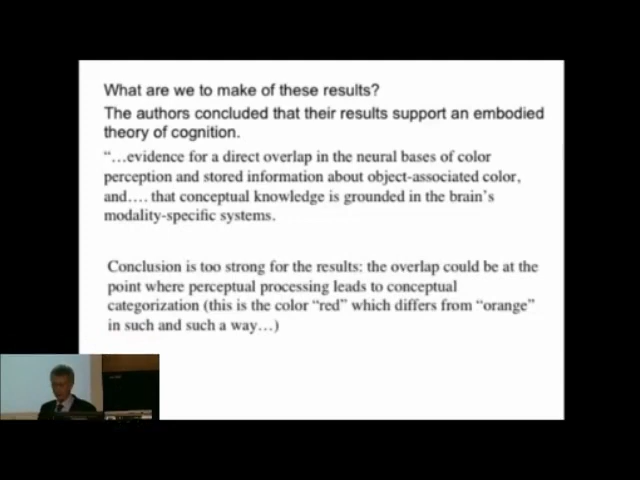 What are we to make of these results?
The authors concluded that their results support an embodied
theory of cognition.
“…evidence for a direct overlap in the neural bases of color
perception and stored information about object-associated color,
and…. that conceptual knowledge is grounded in the brain’s
modality-specific systems.
Conclusion is too strong for the results: the overlap could be at the
point where perceptual processing leads to conceptual
categorization (this is the color “red” which differs from “orange”
in such and such a way…)